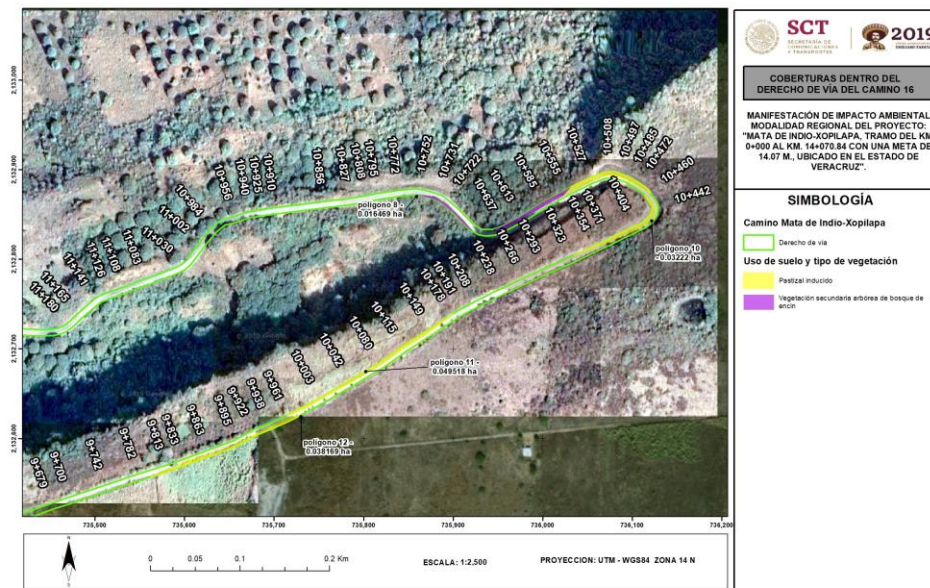 SCT
SECRETARÍA DE
COMUNICACIONES
Y TRANSPORTES
2019
EMILIANO ZAPATA
COBERTURAS DENTRO DEL
DERECHO DE VÍA DEL CAMINO 16
MANIFESTACIÓN DE IMPACTO AMBIENTAL
MODALIDAD REGIONAL DEL PROYECTO:
"MATA DE INDIO-XOPILAPA, TRAMO DEL KM.
0+000 AL KM. 14+070.84 CON UNA META DE
14.07 M., UBICADO EN EL ESTADO DE
VERACRUZ".
SIMBOLOGÍA
Camino Mata de Indio-Xopilapa
Derecho de vía
Uso de suelo y tipo de vegetación
Pastizal inducido
Vegetación secundaria arbórea de bosque de
ancin
2,133,000
2,132,900
2,132,800
2,132,700
2,132,600
11+180
11+165
11+141
11+126
11+108
11+083
11+030
11+002
10+984
10+956
10+940
10+925
10+910
10+856
10+827
10+808
10+795
10+772
10+752
10+731
10+722
10+637
10+613
10+585
10+555
10+527
10+508
10+497
10+485
10+472
10+460
10+442
10+404
10+371
10+354
10+323
10+293
10+266
10+238
10+208
10+191
10+178
10+149
10+115
10+080
10+042
10+003
9+961
9+938
9+922
9+895
9+863
9+833
9+813
9+782
9+742
9+700
9+679
polígono 8 -
0.016469 ha
polígono 10
- 0.03222 ha
polígono 11 -
0.049518 ha
polígono 12 -
0.038169 ha
735,500
735,600
735,700
735,800
735,900
736,000
736,100
736,200
N
S
0 0.05 0.1 0.2 Km
ESCALA: 1:2,500
PROYECCION: UTM - WGS84 ZONA 14 N